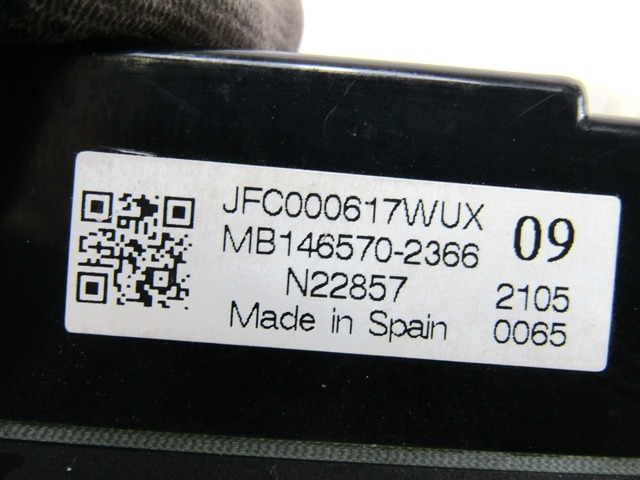 JFC000617WUX 09
MB146570-2366
N22857 2105
Made in Spain 0065